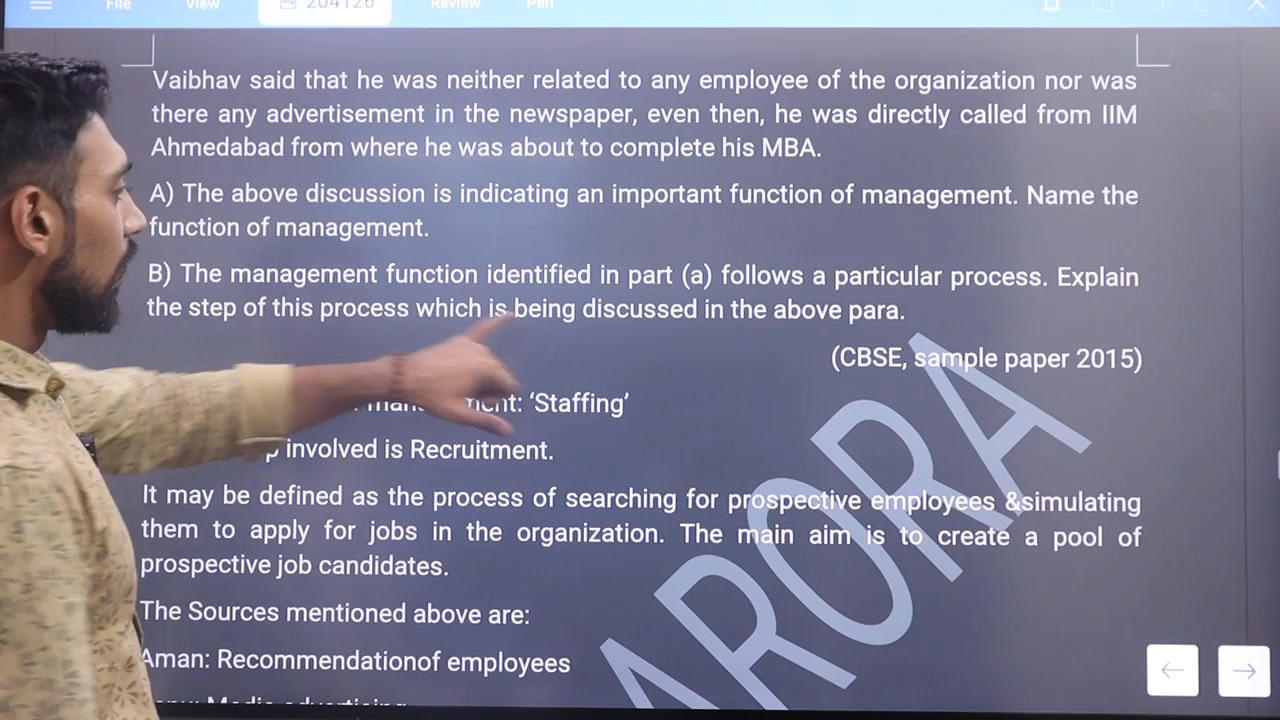 File View 204126 Review Pen
Vaibhav said that he was neither related to any employee of the organization nor was
there any advertisement in the newspaper, even then, he was directly called from IIM
Ahmedabad from where he was about to complete his MBA.
A) The above discussion is indicating an important function of management. Name the
function of management.
B) The management function identified in part (a) follows a particular process. Explain
the step of this process which is being discussed in the above para.
(CBSE, sample paper 2015)
‘Staffing’
involved is Recruitment.
It may be defined as the process of searching for prospective employees &simulating
them to apply for jobs in the organization. The main aim is to create a pool of
prospective job candidates.
The Sources mentioned above are:
Aman: Recommendationof employees
ARORA